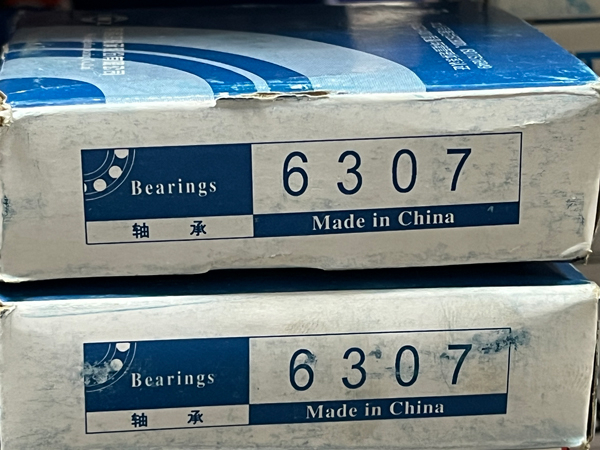 6307
Bearings
轴 承
Made in China
6307
Bearings
轴 承
Made in China